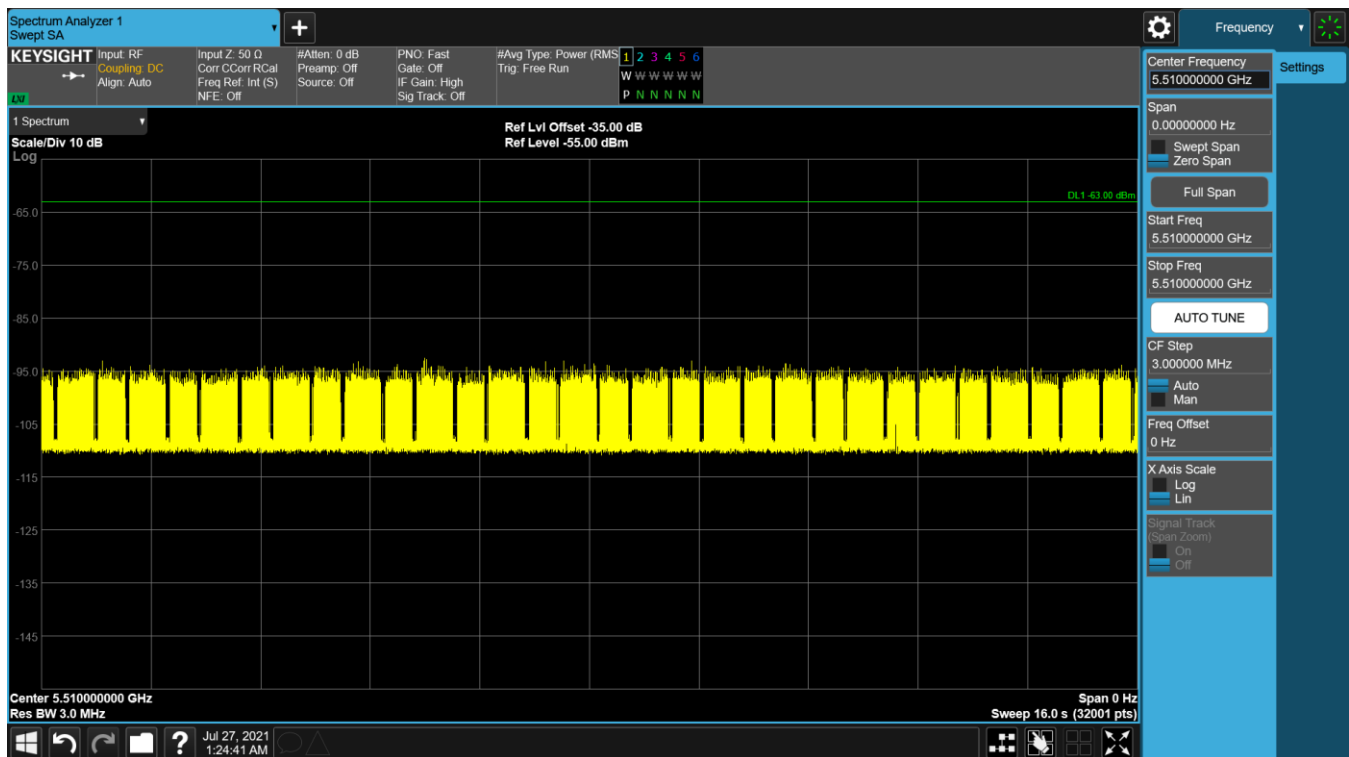 Spectrum Analyzer 1
Swept SA
+
Frequency
KEYSIGHT
LXI
Input: RF
Coupling: DC
Align: Auto
Input Z: 50 Ω
Corr CCorr RCal
Freq Ref: Int (S)
NFE: Off
#Atten: 0 dB
Preamp: Off
Source: Off
PNO: Fast
Gate: Off
IF Gain: High
Sig Track: Off
#Avg Type: Power (RMS
Trig: Free Run
1 2 3 4 5 6
W W W W W W
P N N N N N
1 Spectrum
Scale/Div 10 dB
Log
Ref Lvl Offset -35.00 dB
Ref Level -55.00 dBm
DL1 -63.00 dBm
-65.0
-75.0
-85.0
-95.0
-105
-115
-125
-135
-145
Center 5.510000000 GHz
Res BW 3.0 MHz
Span 0 Hz
Sweep 16.0 s (32001 pts)
Center Frequency
5.510000000 GHz
Settings
Span
0.00000000 Hz
Swept Span
Zero Span
Full Span
Start Freq
5.510000000 GHz
Stop Freq
5.510000000 GHz
AUTO TUNE
CF Step
3.000000 MHz
Auto
Man
Freq Offset
0 Hz
X Axis Scale
Log
Lin
Signal Track
(Span Zoom)
On
Off
?
Jul 27, 2021
1:24:41 AM